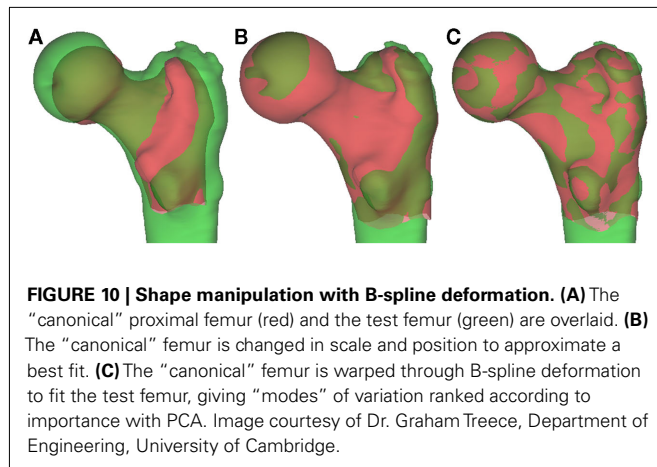 A B C
FIGURE 10 | Shape manipulation with B-spline deformation. (A) The
“canonical” proximal femur (red) and the test femur (green) are overlaid. (B)
The “canonical” femur is changed in scale and position to approximate a
best fit. (C) The “canonical” femur is warped through B-spline deformation
to fit the test femur, giving “modes” of variation ranked according to
importance with PCA. Image courtesy of Dr. Graham Treece, Department of
Engineering, University of Cambridge.